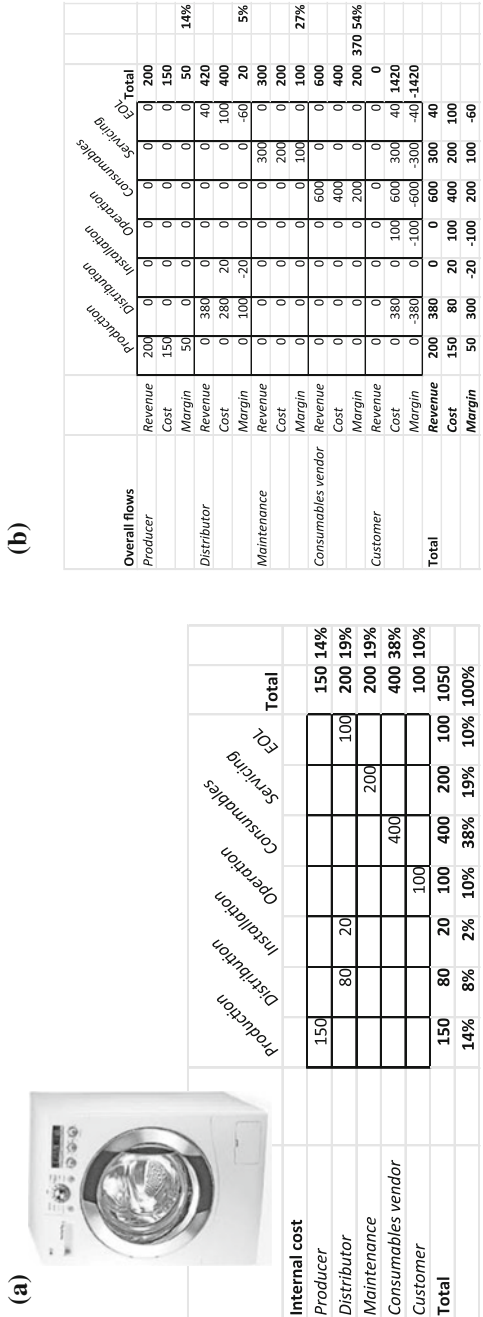 (a)
Production Distribution Installation Operation Consumables Servicing EOL Total
Internal cost
Producer 150 150 14%
Distributor 80 20 100 200 19%
Maintenance 200 200 19%
Consumables vendor 400 400 38%
Customer 100 100 10%
Total 150 80 20 100 400 200 100 1050
14% 8% 2% 10% 38% 19% 10% 100%
(b)
Overall flows Production Distribution Installation Operation Consumables Servicing EOL Total
Producer Revenue 200 0 0 0 0 0 0 200
Cost 150 0 0 0 0 0 0 150
Margin 50 0 0 0 0 0 0 50 14%
Distributor Revenue 0 380 0 0 0 0 40 420
Cost 0 280 20 0 0 0 100 400
Margin 0 100 -20 0 0 0 -60 20 5%
Maintenance Revenue 0 0 0 0 0 300 0 300
Cost 0 0 0 0 0 200 0 200
Margin 0 0 0 0 0 100 0 100 27%
Consumables vendor Revenue 0 0 0 0 600 0 0 600
Cost 0 0 0 0 400 0 0 400
Margin 0 0 0 0 200 0 0 200 370 54%
Customer Revenue 0 0 0 0 0 0 0 0
Cost 0 380 0 100 600 300 40 1420
Margin 0 -380 0 -100 -600 -300 -40 -1420
Total Revenue 200 380 0 0 600 300 40
Cost 150 80 20 100 400 200 100
Margin 50 300 -20 -100 200 100 -60